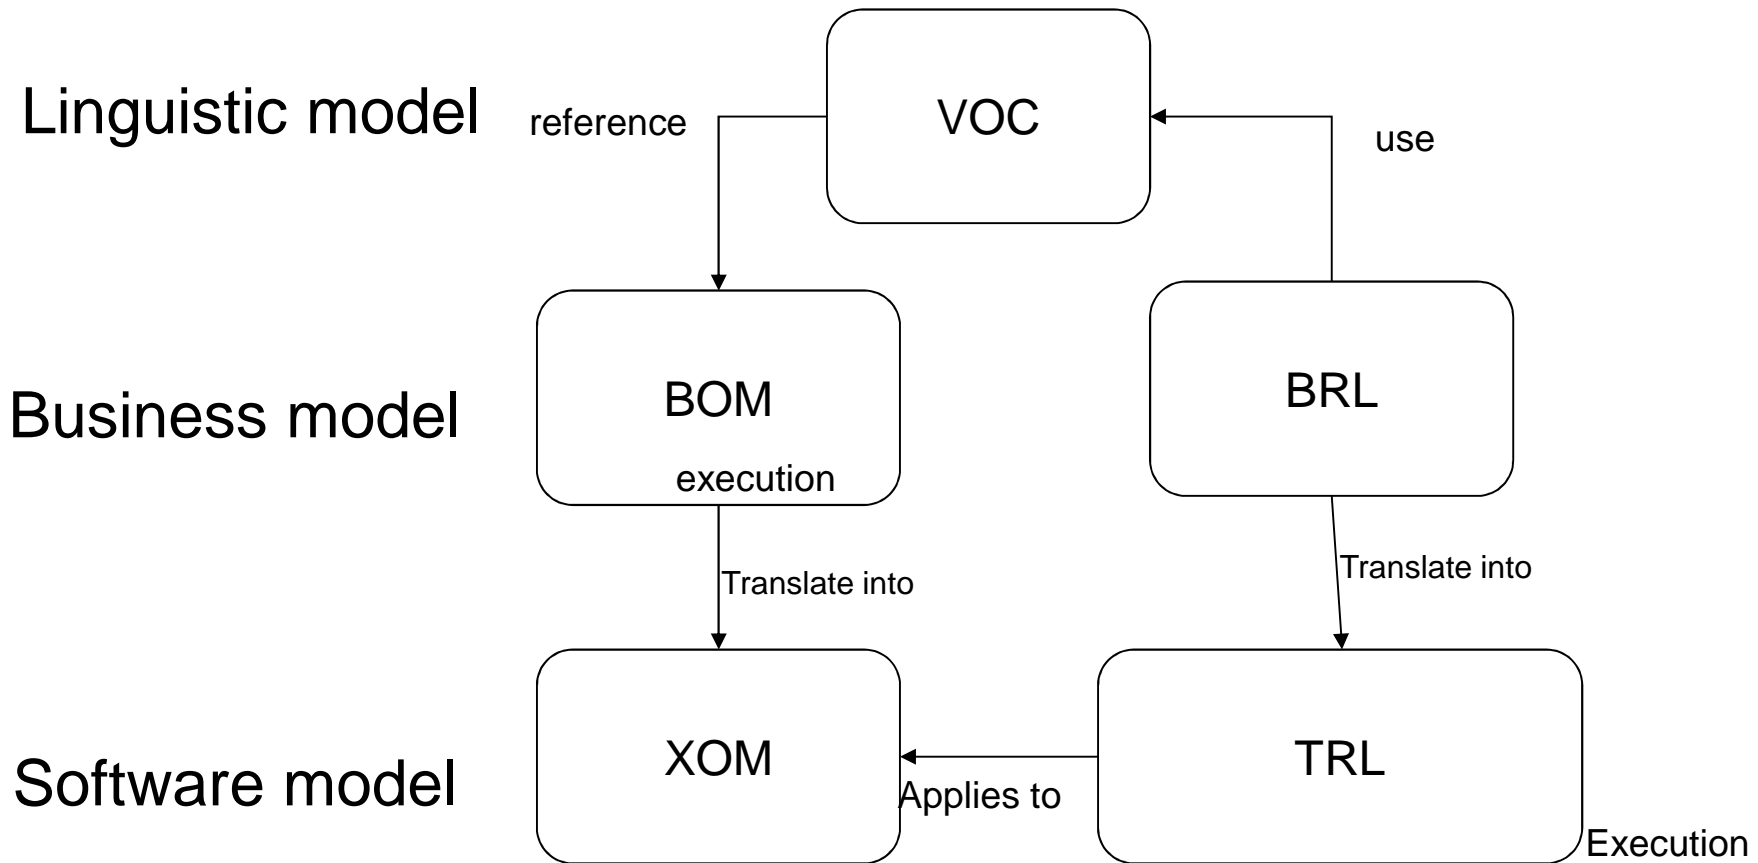 VOC
Linguistic model
reference
use
BOM
BRL
Business model
execution
Translate into
Translate into
XOM
TRL
Software model
Applies to
Execution